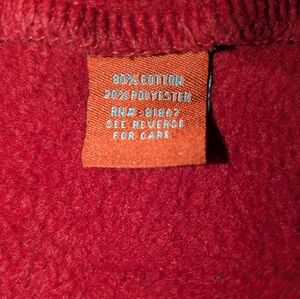 80% COTTON
20% POLYESTER
RN# 81867
SEE REVERSE
FOR CARE